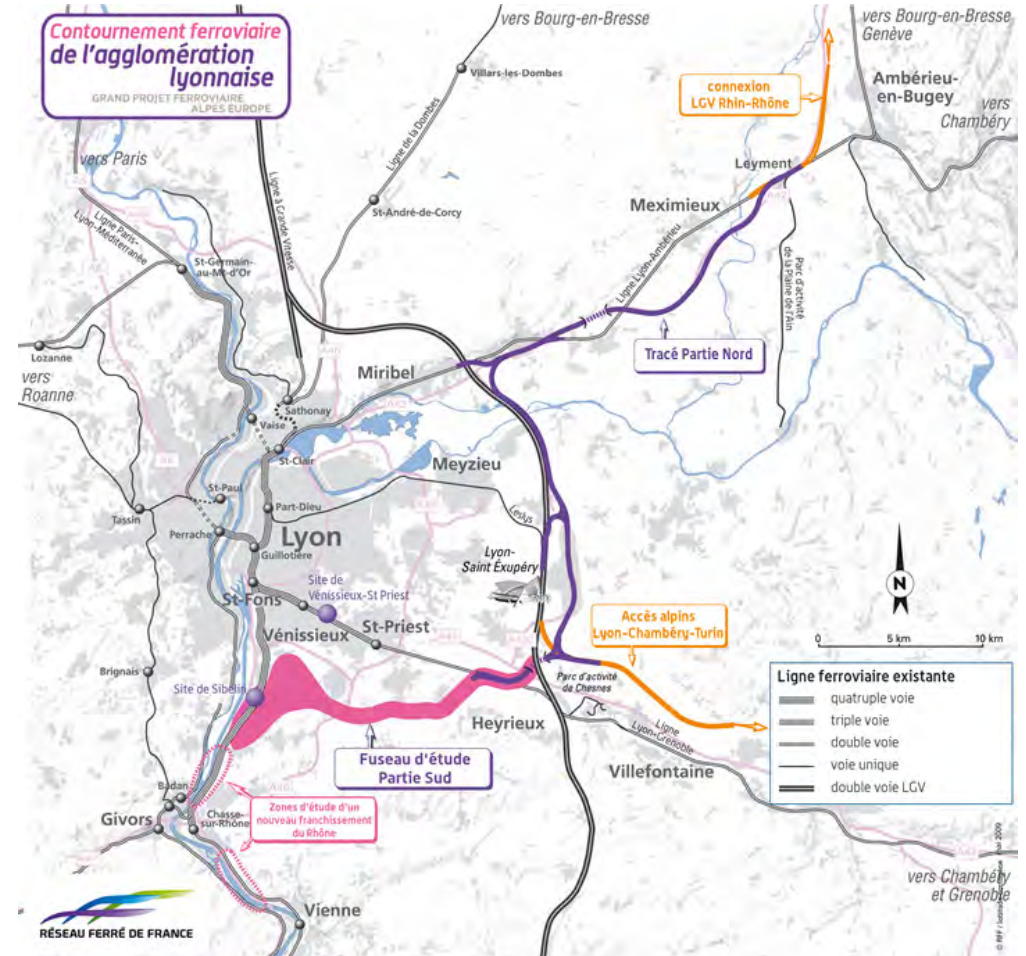 Contournement ferroviaire
de l'agglomération
lyonnaise
GRAND PROJET FERROVIAIRE
ALPES EUROPE
vers Bourg-en-Bresse
vers Bourg-en-Bresse
Genève
Villars-les-Dombes
connexion
LGV Rhin-Rhône
Ambérieu-
en-Bugey
vers
Chambéry
vers Paris
Ligne de la Dombes
Ligne à Grande Vitesse
Leyment
St-André-de-Corcy
Meximieux
Ligne Paris-
Lyon-Méditerranée
St-Germain-
au-Mt-d'Or
Ligne Lyon-Ambérieu
Parc d'activité
de la Plaine de l'Ain
Lozanne
vers
Roanne
A46
Miribel
Tracé Partie Nord
Sathonay
A42
Vaise
St-Clair
A6
Meyzieu
St-Paul
Part-Dieu
Leslys
Tassin
Perrache
Lyon
Guillotière
Lyon-
Saint Éxupéry
N
St-Fons
Site de
Vénissieux-St Priest
Accès alpins
Lyon-Chambéry-Turin
0
5 km
10 km
Vénissieux
St-Priest
Brignais
Site de Sibelin
Parc d'activité
de Chesnes
Heyrieux
Ligne
Lyon-Grenoble
Villefontaine
Fuseau d'étude
Partie Sud
Ligne ferroviaire existante
quatruple voie
triple voie
double voie
voie unique
double voie LGV
Badan
Givors
Chasse-
sur-Rhône
Zones d'étude d'un
nouveau franchissement
du Rhône
Vienne
vers Chambéry
et Grenoble
RÉSEAU FERRÉ DE FRANCE